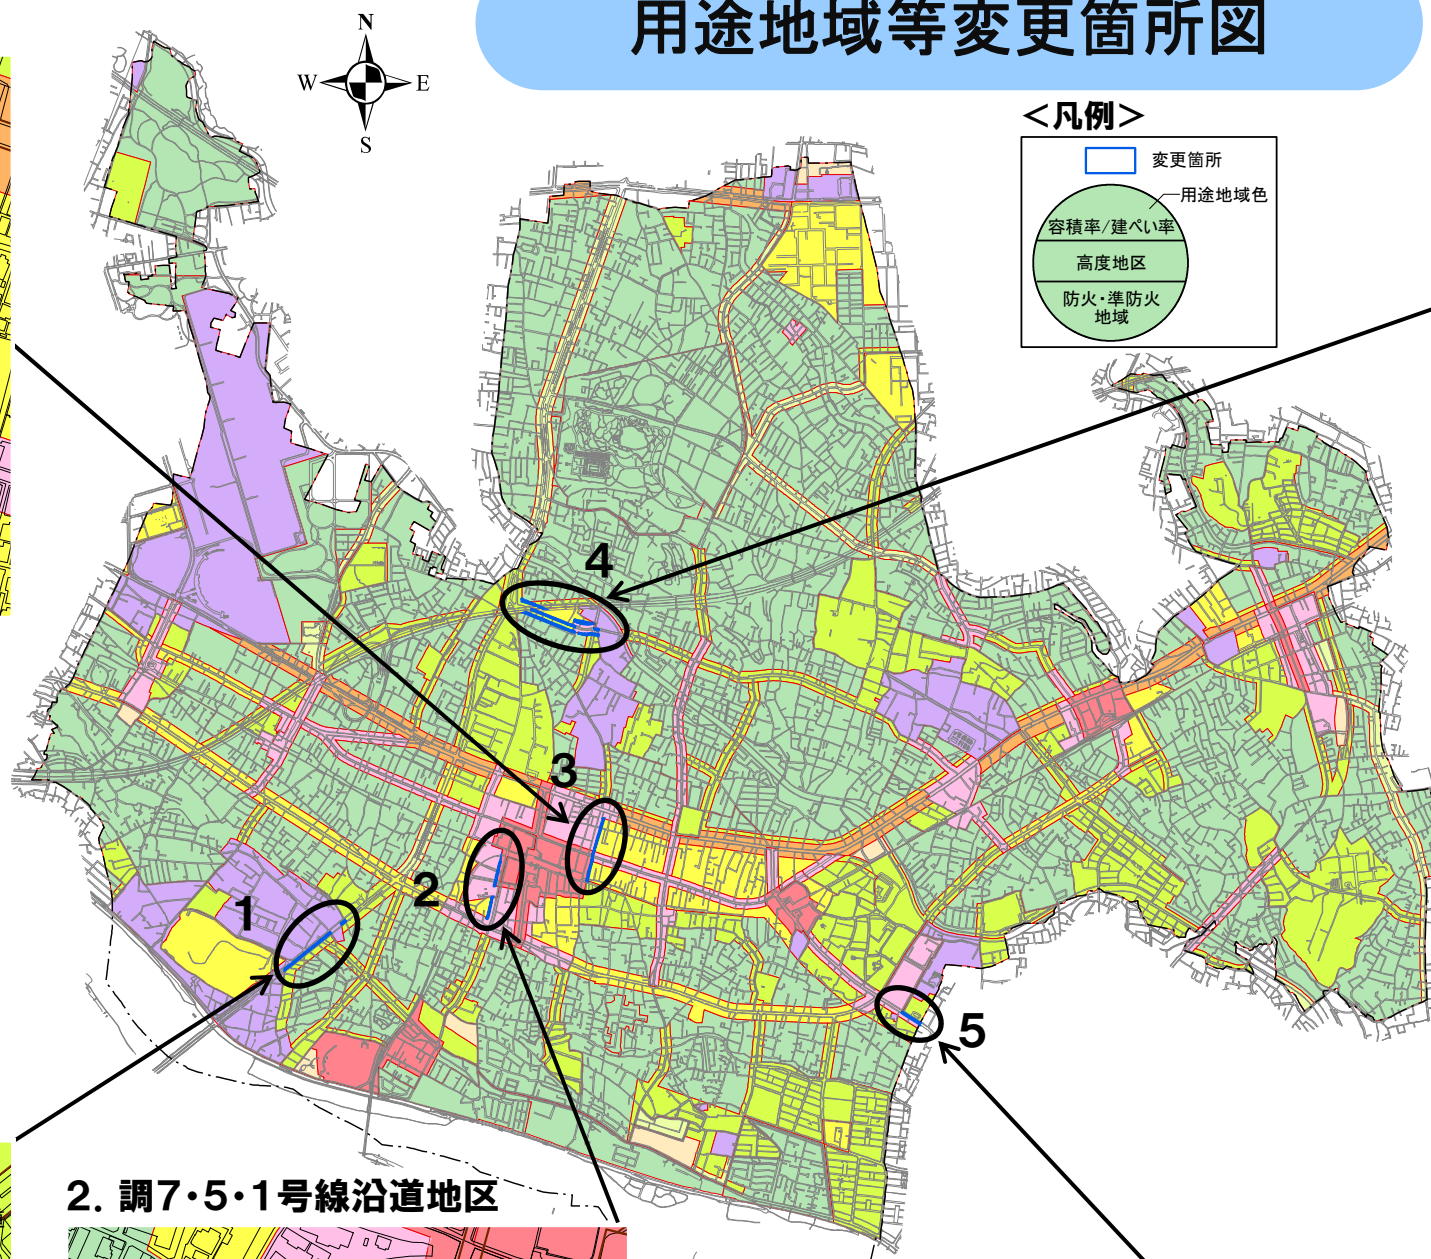 用途地域等変更箇所図
N
W
E
S
＜凡例＞
変更箇所
用途地域色
容積率/建ぺい率
高度地区
防火・準防火
地域
4
3
2
1
5
2. 調7・5・1号線沿道地区